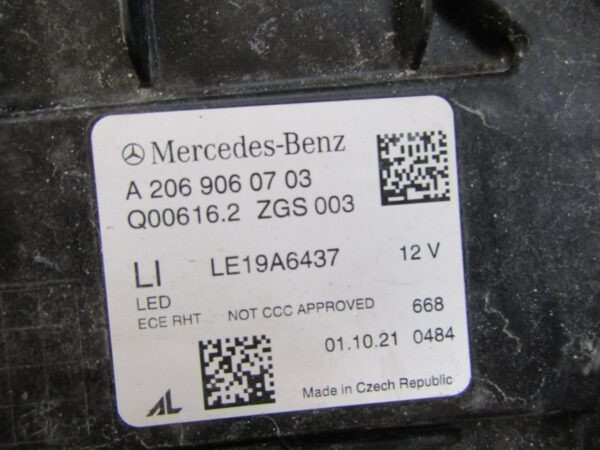 Mercedes-Benz
A 206 906 07 03
Q00616.2 ZGS 003
LI LE19A6437 12 V
LED
ECE RHT NOT CCC APPROVED 668
01.10.21 0484
AL Made in Czech Republic